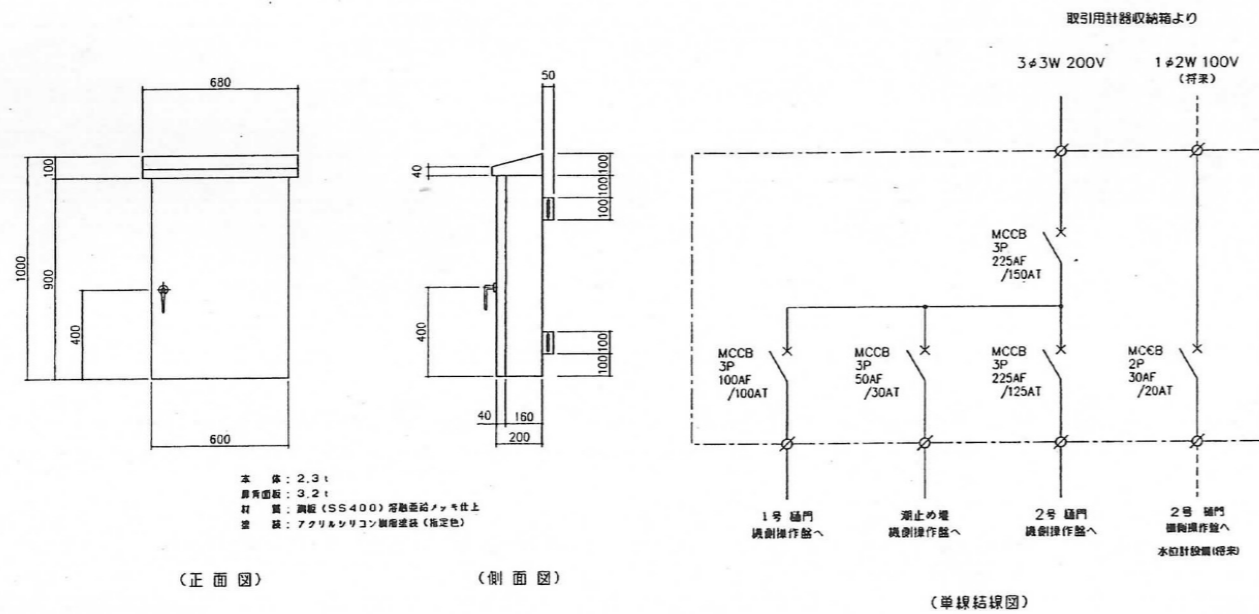 680
100
1000
900
400
600
50
40
100
100
100
400
100
100
40
160
200
本 体 : 2.3t
扉背面板 : 3.2t
材 質 : 鋼板 (SS400) 溶融亜鉛メッキ仕上
塗 装 : アクリルシリコン樹脂塗装 (指定色)
(正 面 図)
(側 面 図)
取引用計器収納箱より
3φ3W 200V
1φ2W 100V
(将来)
MCCB
3P
225AF
/150AT
MCCB
3P
100AF
/100AT
MCCB
3P
50AF
/30AT
MCCB
3P
225AF
/125AT
MCCB
2P
30AF
/20AT
1号 樋門
機側操作盤へ
潮止め堰
機側操作盤へ
2号 樋門
機側操作盤へ
2号 樋門
機側操作盤へ
水位計設備(将来)
(単線結線図)